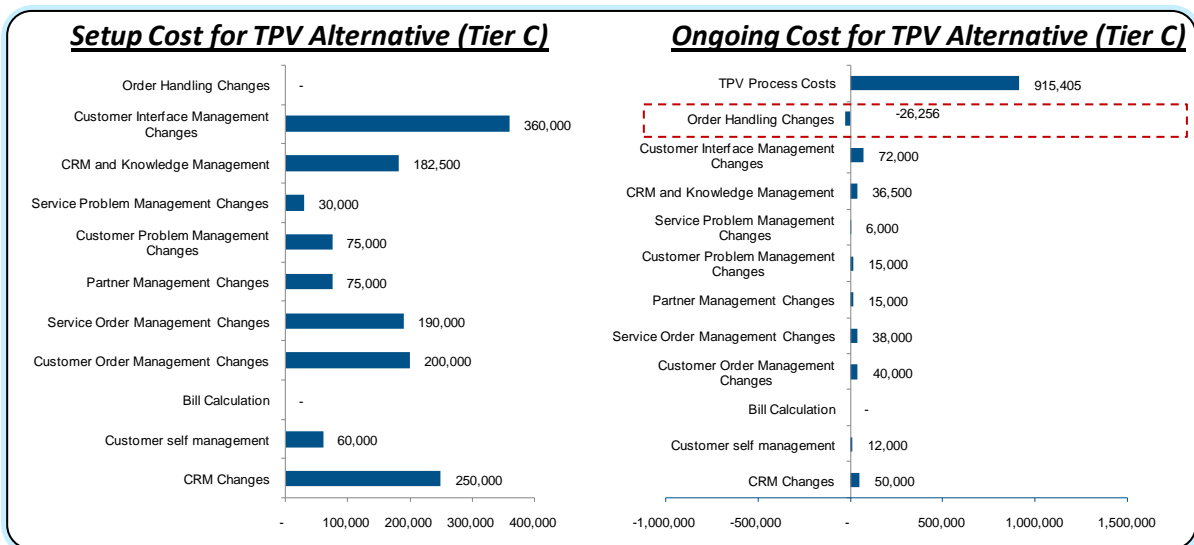 Setup Cost for TPV Alternative (Tier C)
Order Handling Changes
-
Customer Interface Management
Changes
360,000
CRM and Knowledge Management
182,500
Service Problem Management Changes
30,000
Customer Problem Management
Changes
75,000
Partner Management Changes
75,000
Service Order Management Changes
190,000
Customer Order Management Changes
200,000
Bill Calculation
-
Customer self management
60,000
CRM Changes
250,000
- 100,000 200,000 300,000 400,000
Ongoing Cost for TPV Alternative (Tier C)
TPV Process Costs
915,405
Order Handling Changes
-26,256
Customer Interface Management
Changes
72,000
CRM and Knowledge Management
36,500
Service Problem Management
Changes
6,000
Customer Problem Management
Changes
15,000
Partner Management Changes
15,000
Service Order Management Changes
38,000
Customer Order Management
Changes
40,000
Bill Calculation
-
Customer self management
12,000
CRM Changes
50,000
-1,000,000 -500,000 - 500,000 1,000,000 1,500,000